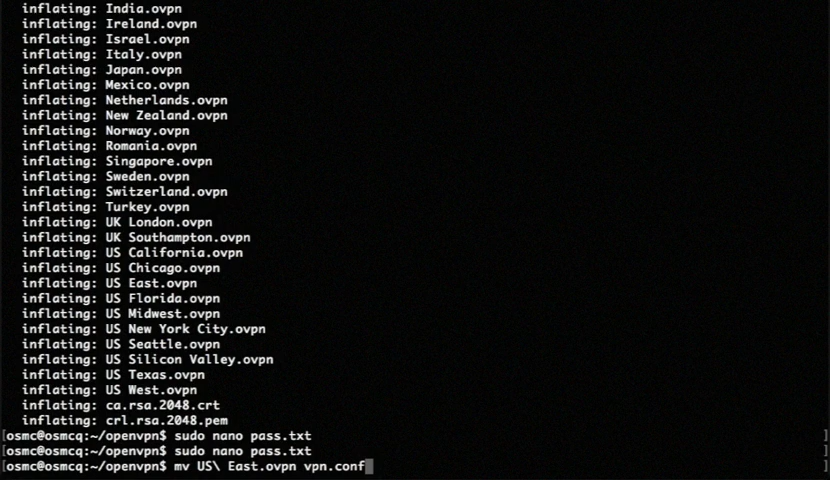 inflating: India.ovpn
inflating: Ireland.ovpn
inflating: Israel.ovpn
inflating: Italy.ovpn
inflating: Japan.ovpn
inflating: Mexico.ovpn
inflating: Netherlands.ovpn
inflating: New Zealand.ovpn
inflating: Norway.ovpn
inflating: Romania.ovpn
inflating: Singapore.ovpn
inflating: Sweden.ovpn
inflating: Switzerland.ovpn
inflating: Turkey.ovpn
inflating: UK London.ovpn
inflating: UK Southampton.ovpn
inflating: US California.ovpn
inflating: US Chicago.ovpn
inflating: US East.ovpn
inflating: US Florida.ovpn
inflating: US Midwest.ovpn
inflating: US New York City.ovpn
inflating: US Seattle.ovpn
inflating: US Silicon Valley.ovpn
inflating: US Texas.ovpn
inflating: US West.ovpn
inflating: ca.rsa.2048.crt
inflating: crl.rsa.2048.pem
[osmc@osmcq:~/openvpn$ sudo nano pass.txt ]
[osmc@osmcq:~/openvpn$ sudo nano pass.txt ]
[osmc@osmcq:~/openvpn$ mv US\ East.ovpn vpn.conf ]